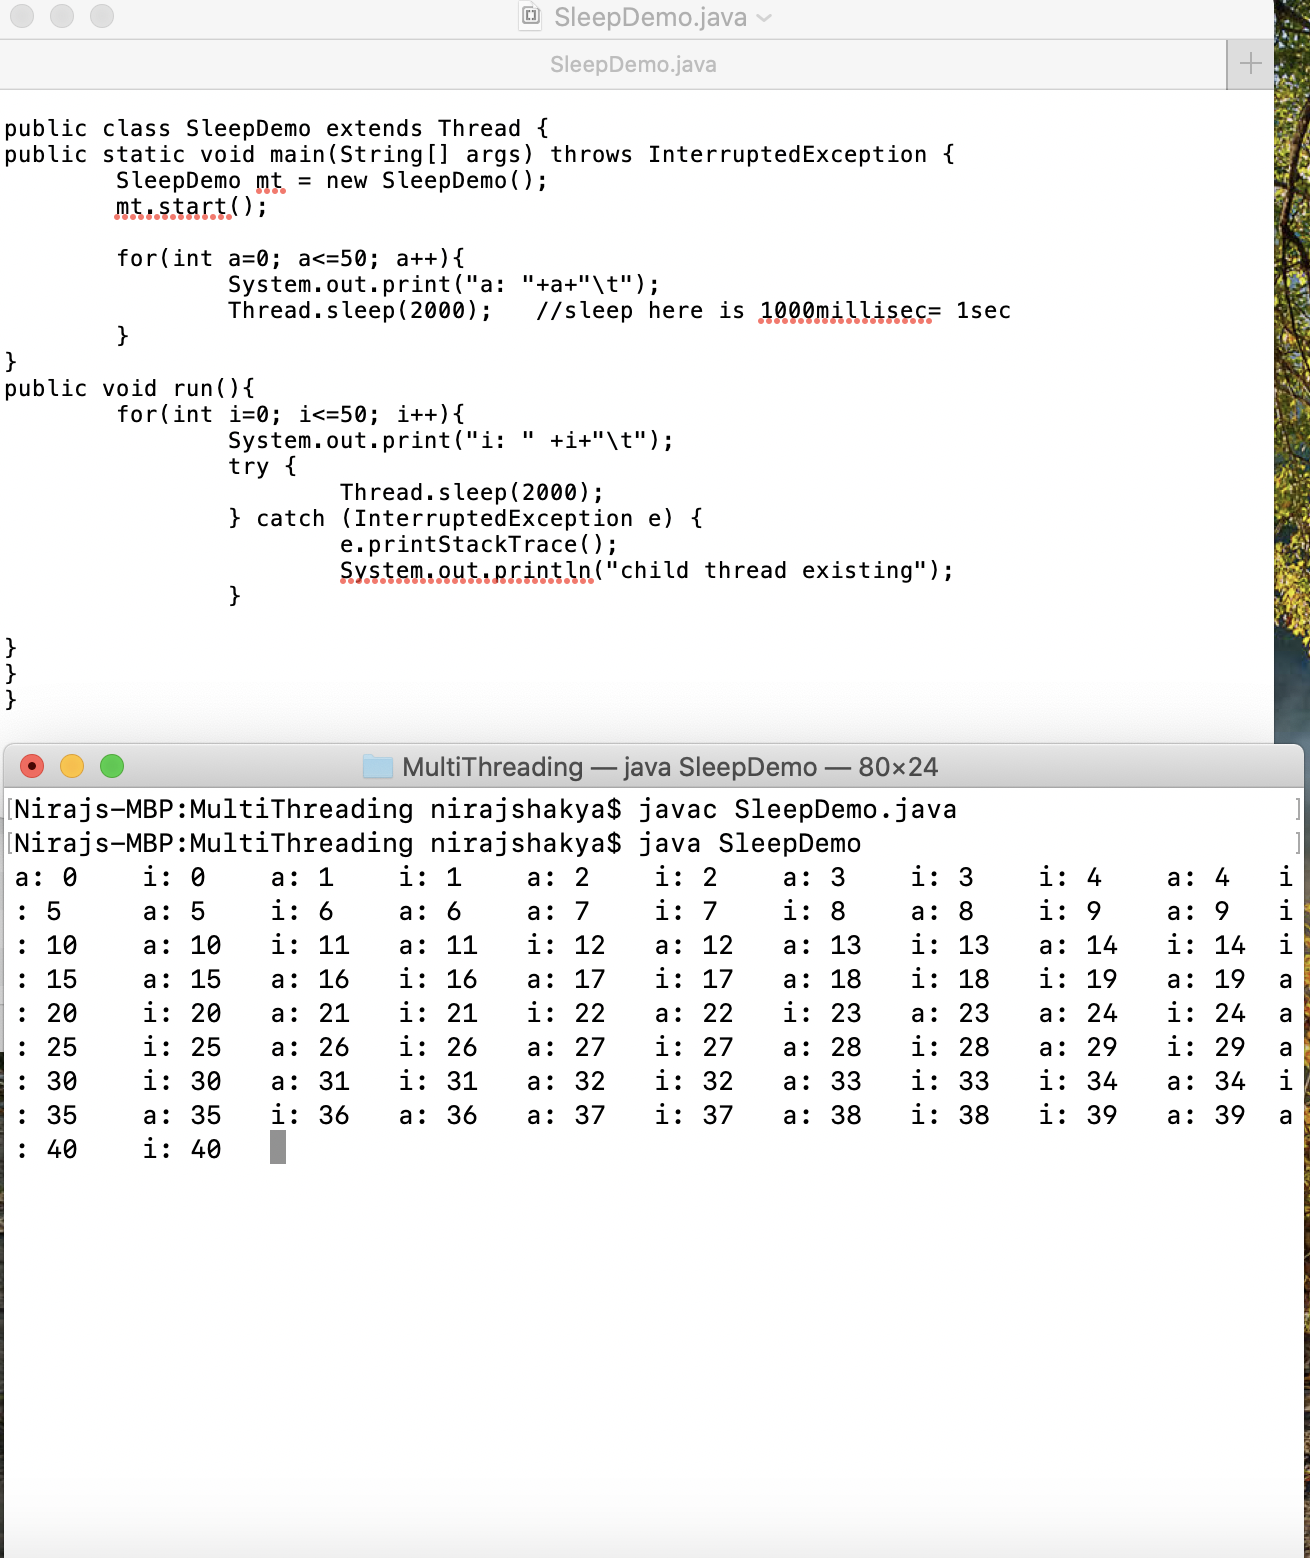 SleepDemo.java
SleepDemo.java
public class SleepDemo extends Thread {
public static void main(String[] args) throws InterruptedException {
        SleepDemo mt = new SleepDemo();
        mt.start();

        for(int a=0; a<=50; a++){
                System.out.print("a: "+a+"\t");
                Thread.sleep(2000);   //sleep here is 1000millisec= 1sec
        }
}
public void run(){
        for(int i=0; i<=50; i++){
                System.out.print("i: " +i+"\t");
                try {
                        Thread.sleep(2000);
                } catch (InterruptedException e) {
                        e.printStackTrace();
                        System.out.println("child thread existing");
                }

}
}
}
MultiThreading — java SleepDemo — 80×24
[Nirajs-MBP:MultiThreading nirajshakya$ javac SleepDemo.java ]
[Nirajs-MBP:MultiThreading nirajshakya$ java SleepDemo ]
a: 0    i: 0    a: 1    i: 1    a: 2    i: 2    a: 3    i: 3    i: 4    a: 4   i
: 5     a: 5    i: 6    a: 6    a: 7    i: 7    i: 8    a: 8    i: 9    a: 9   i
: 10    a: 10   i: 11   a: 11   i: 12   a: 12   a: 13   i: 13   a: 14   i: 14  i
: 15    a: 15   a: 16   i: 16   a: 17   i: 17   a: 18   i: 18   i: 19   a: 19  a
: 20    i: 20   a: 21   i: 21   i: 22   a: 22   i: 23   a: 23   a: 24   i: 24  a
: 25    i: 25   a: 26   i: 26   a: 27   i: 27   a: 28   i: 28   a: 29   i: 29  a
: 30    i: 30   a: 31   i: 31   a: 32   i: 32   a: 33   i: 33   i: 34   a: 34  i
: 35    a: 35   i: 36   a: 36   a: 37   i: 37   a: 38   i: 38   i: 39   a: 39  a
: 40    i: 40